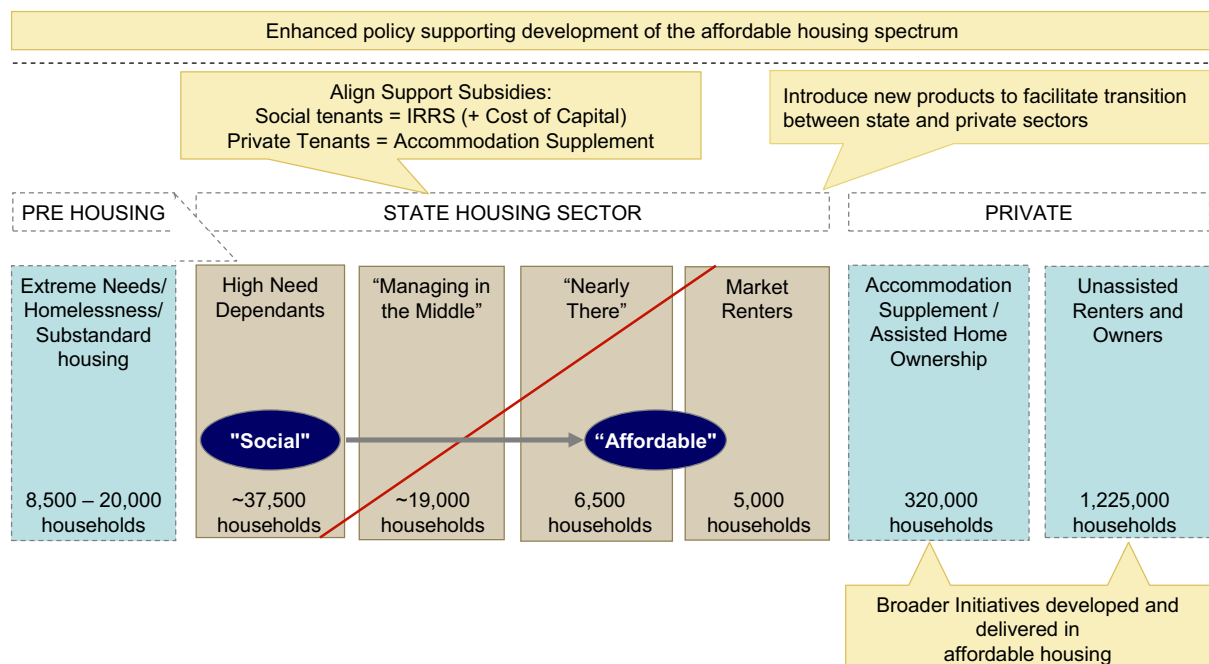 Enhanced policy supporting development of the affordable housing spectrum
Align Support Subsidies:
Social tenants = IRRS (+ Cost of Capital)
Private Tenants = Accommodation Supplement
Introduce new products to facilitate transition
between state and private sectors
PRE HOUSING
STATE HOUSING SECTOR
PRIVATE
Extreme Needs/
Homelessness/
Substandard
housing
8,500 – 20,000
households
High Need
Dependants
~37,500
households
“Managing in
the Middle”
~19,000
households
“Nearly
There”
6,500
households
Market
Renters
5,000
households
"Social"
“Affordable"
Accommodation
Supplement /
Assisted Home
Ownership
320,000
households
Unassisted
Renters and
Owners
1,225,000
households
Broader Initiatives developed and
delivered in
affordable housing